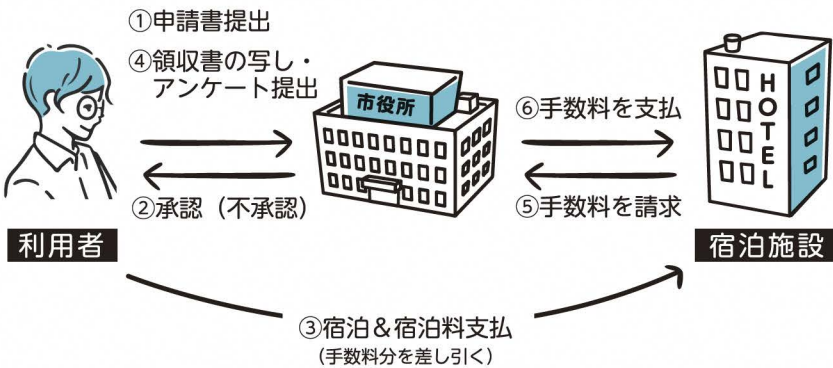 ①申請書提出
④領収書の写し・
アンケート提出
市役所
HOTEL
⑥手数料を支払
②承認（不承認）
⑤手数料を請求
利用者
宿泊施設
③宿泊＆宿泊料支払
（手数料分を差し引く）